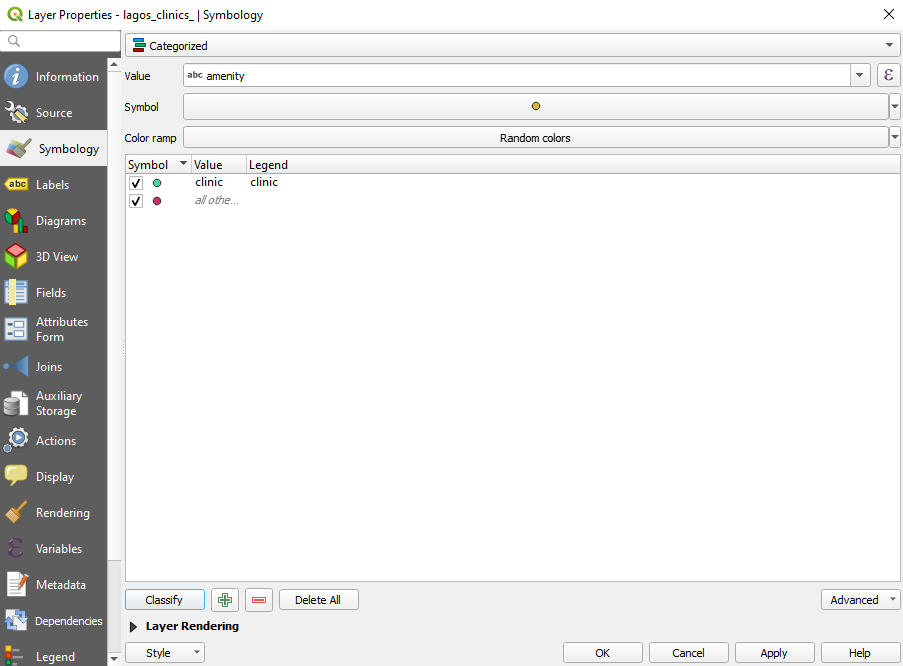 Layer Properties - lagos_clinics_ | Symbology
Information
Source
Symbology
Labels
Diagrams
3D View
Fields
Attributes
Form
Joins
Auxiliary
Storage
Actions
Display
Rendering
Variables
Metadata
Dependencies
Legend
Categorized
Value abc amenity ε
Symbol
Color ramp Random colors
Symbol Value Legend
clinic clinic
all othe...
Classify Delete All Advanced
Layer Rendering
Style OK Cancel Apply Help
abc